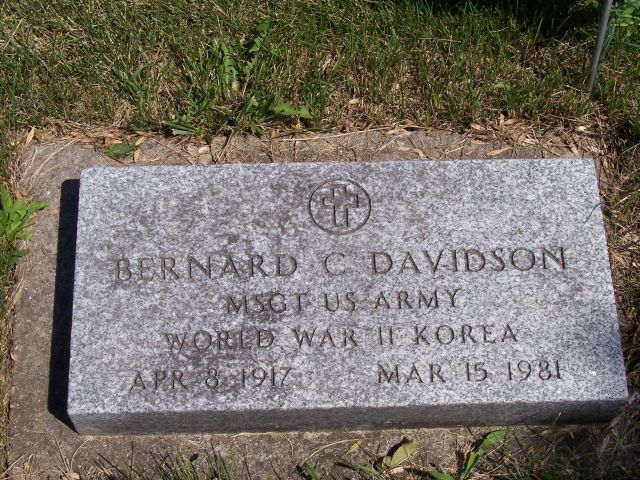 BERNARD C DAVIDSON
MSGT US ARMY
WORLD WAR II KOREA
APR 8 1917 MAR 15 1981